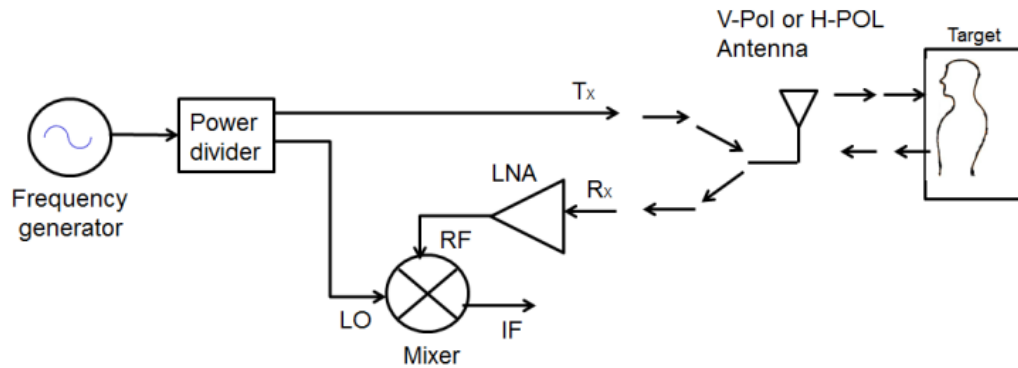 V-Pol or H-POL
Antenna
Target
Tx
Power
divider
Frequency
generator
LNA
Rx
RF
LO
IF
Mixer